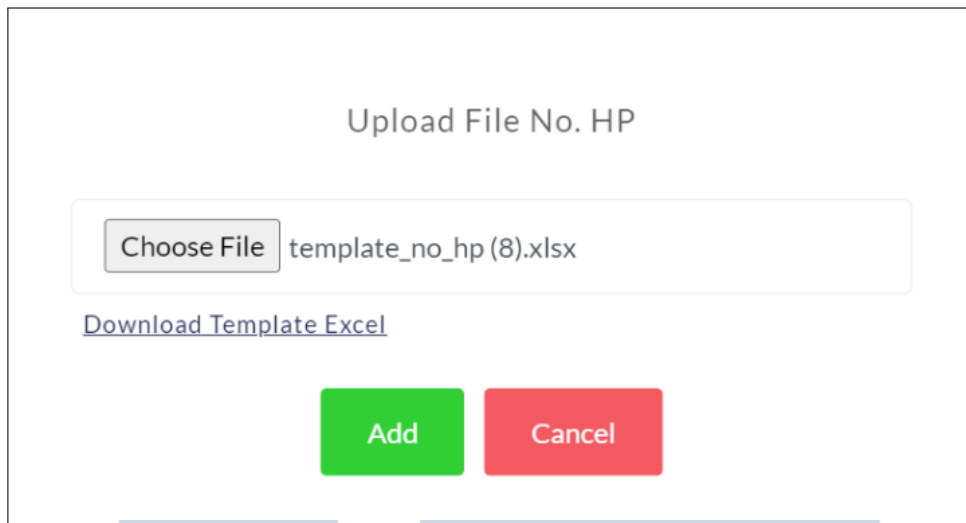 Upload File No. HP
Choose File template_no_hp (8).xlsx
Download Template Excel
Add Cancel